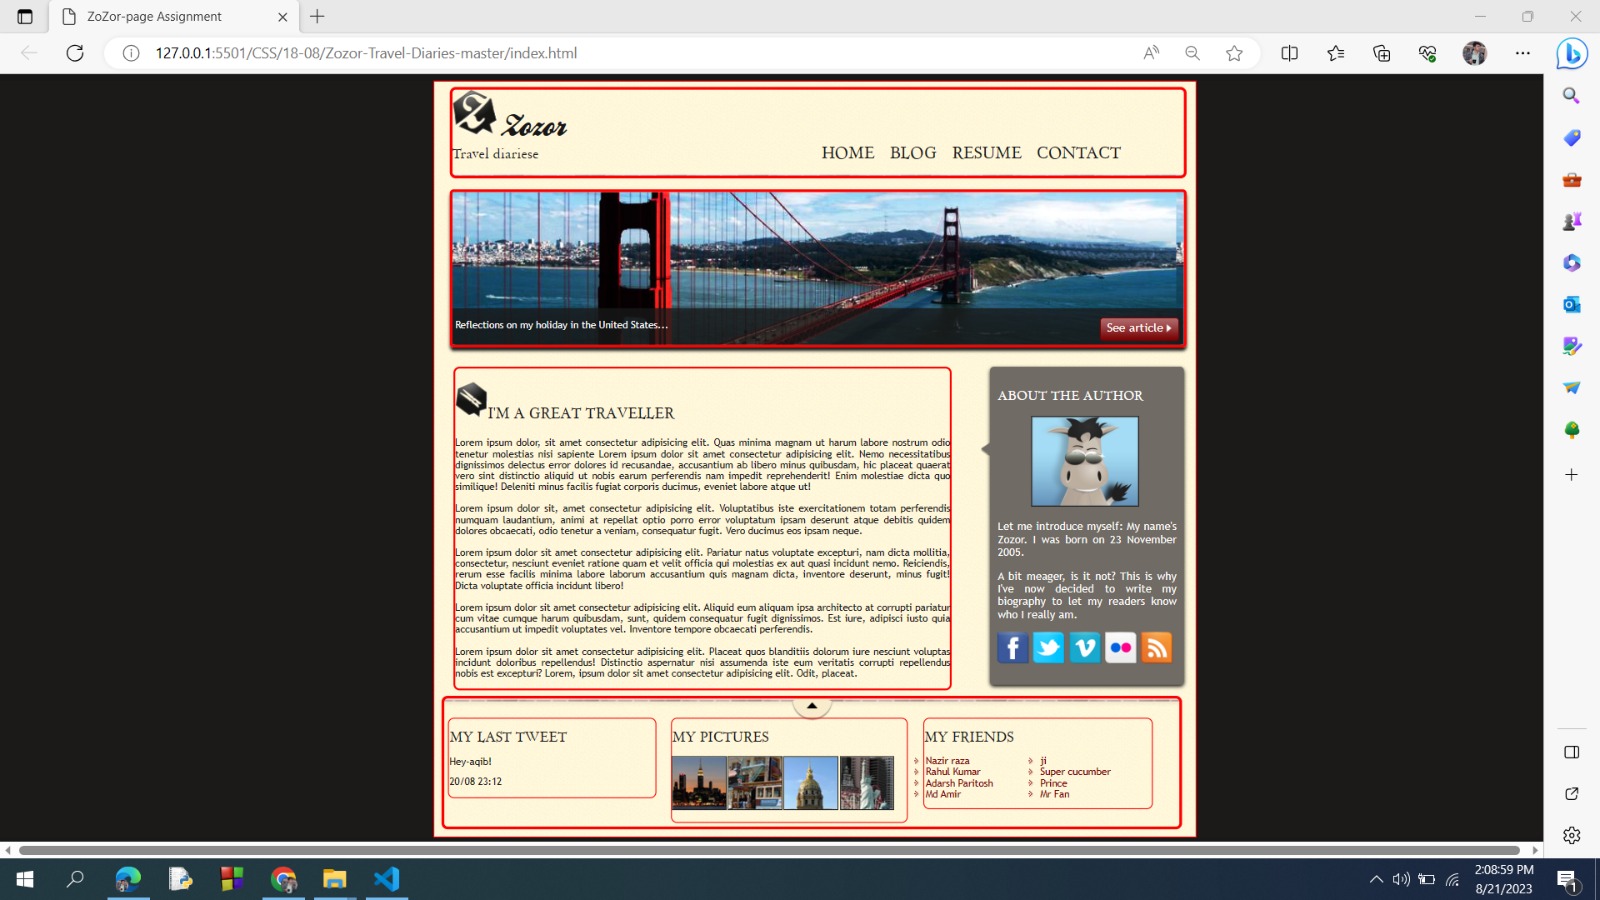 ZoZor-page Assignment
127.0.0.1:5501/CSS/18-08/Zozor-Travel-Diaries-master/index.html
Zozor
Travel diariese
HOME BLOG RESUME CONTACT
Reflections on my holiday in the United States...
See article
I'M A GREAT TRAVELLER
Lorem ipsum dolor, sit amet consectetur adipisicing elit. Quas minima magnam ut harum labore nostrum odio
tenetur molestias nisi sapiente Lorem ipsum dolor sit amet consectetur adipisicing elit. Nemo necessitatibus
dignissimos delectus error dolores id recusandae, accusantium ab libero minus quibusdam, hic placeat quaerat
vero sint distinctio aliquid ut nobis earum perferendis nam impedit reprehenderit! Enim molestiae dicta quo
similique! Deleniti minus facilis fugiat corporis ducimus, eveniet labore atque ut!
Lorem ipsum dolor sit, amet consectetur adipisicing elit. Voluptatibus iste exercitationem totam perferendis
numquam laudantium, animi at repellat optio porro error voluptatum ipsam deserunt atque debitis quidem
dolores obcaecati, odio tenetur a veniam, consequatur fugit. Vero ducimus eos ipsam neque.
Lorem ipsum dolor sit amet consectetur adipisicing elit. Pariatur natus voluptate excepturi, nam dicta mollitia,
consectetur, nesciunt eveniet ratione quam et velit officia qui molestias ex aut quasi incidunt nemo. Reiciendis,
rerum esse facilis minima labore laborum accusantium quis magnam dicta, inventore deserunt, minus fugit!
Dicta voluptate officia incidunt libero!
Lorem ipsum dolor sit amet consectetur adipisicing elit. Aliquid eum aliquam ipsa architecto at corrupti pariatur
cum vitae cumque harum quibusdam, sunt, quidem consequatur fugit dignissimos. Est iure, adipisci iusto quia
accusantium ut impedit voluptates vel. Inventore tempore obcaecati perferendis.
Lorem ipsum dolor sit amet consectetur adipisicing elit. Placeat quos blanditiis dolorum iure nesciunt voluptas
incidunt doloribus repellendus! Distinctio aspernatur nisi assumenda iste eum veritatis corrupti repellendus
nobis est excepturi? Lorem, ipsum dolor sit amet consectetur adipisicing elit. Odit, placeat.
ABOUT THE AUTHOR
Let me introduce myself: My name's
Zozor. I was born on 23 November
2005.
A bit meager, is it not? This is why
I've now decided to write my
biography to let my readers know
who I really am.
MY LAST TWEET
Hey-aqib!
20/08 23:12
MY PICTURES
MY FRIENDS
Nazir raza
Rahul Kumar
Adarsh Paritosh
Md Amir
ji
Super cucumber
Prince
Mr Fan
2:08:59 PM
8/21/2023
1